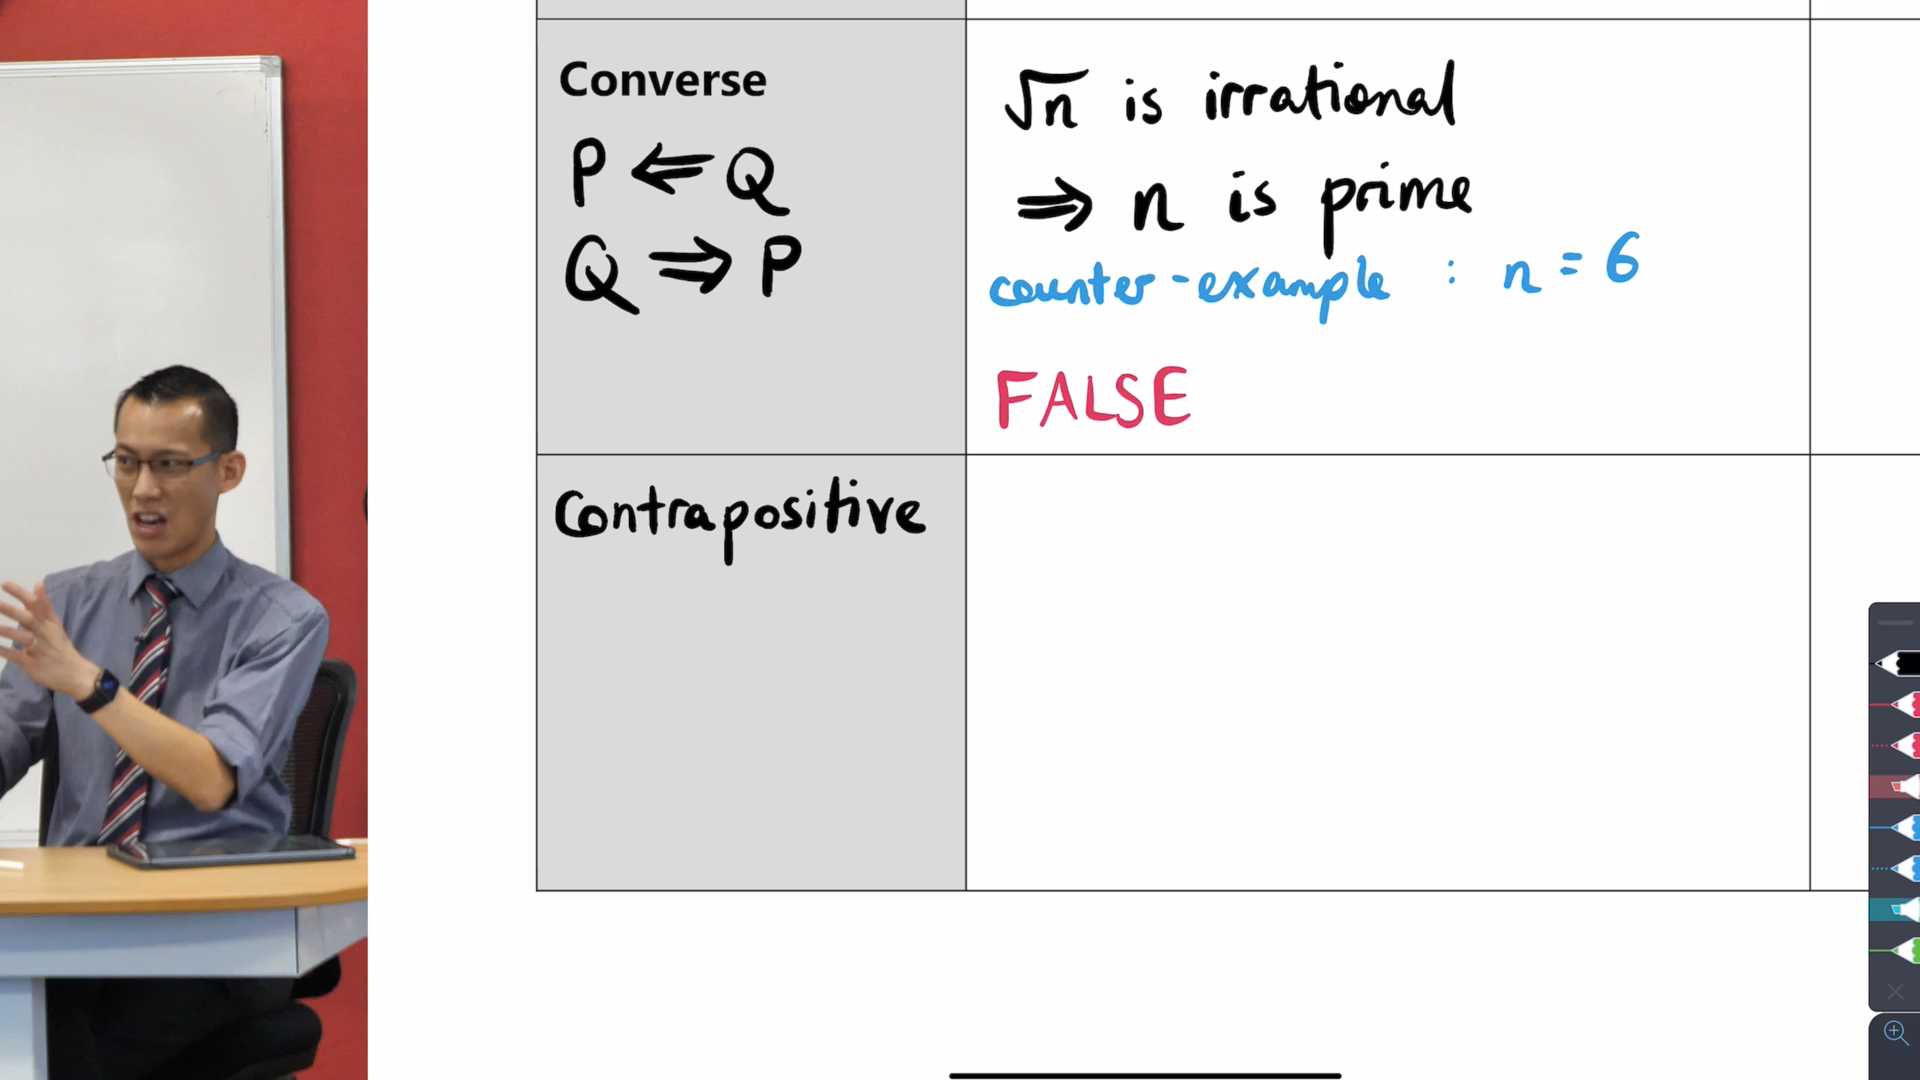 Converse
P ⇐ Q
Q ⇒ P
√n is irrational
⇒ n is prime
counter-example : n = 6
FALSE
Contrapositive